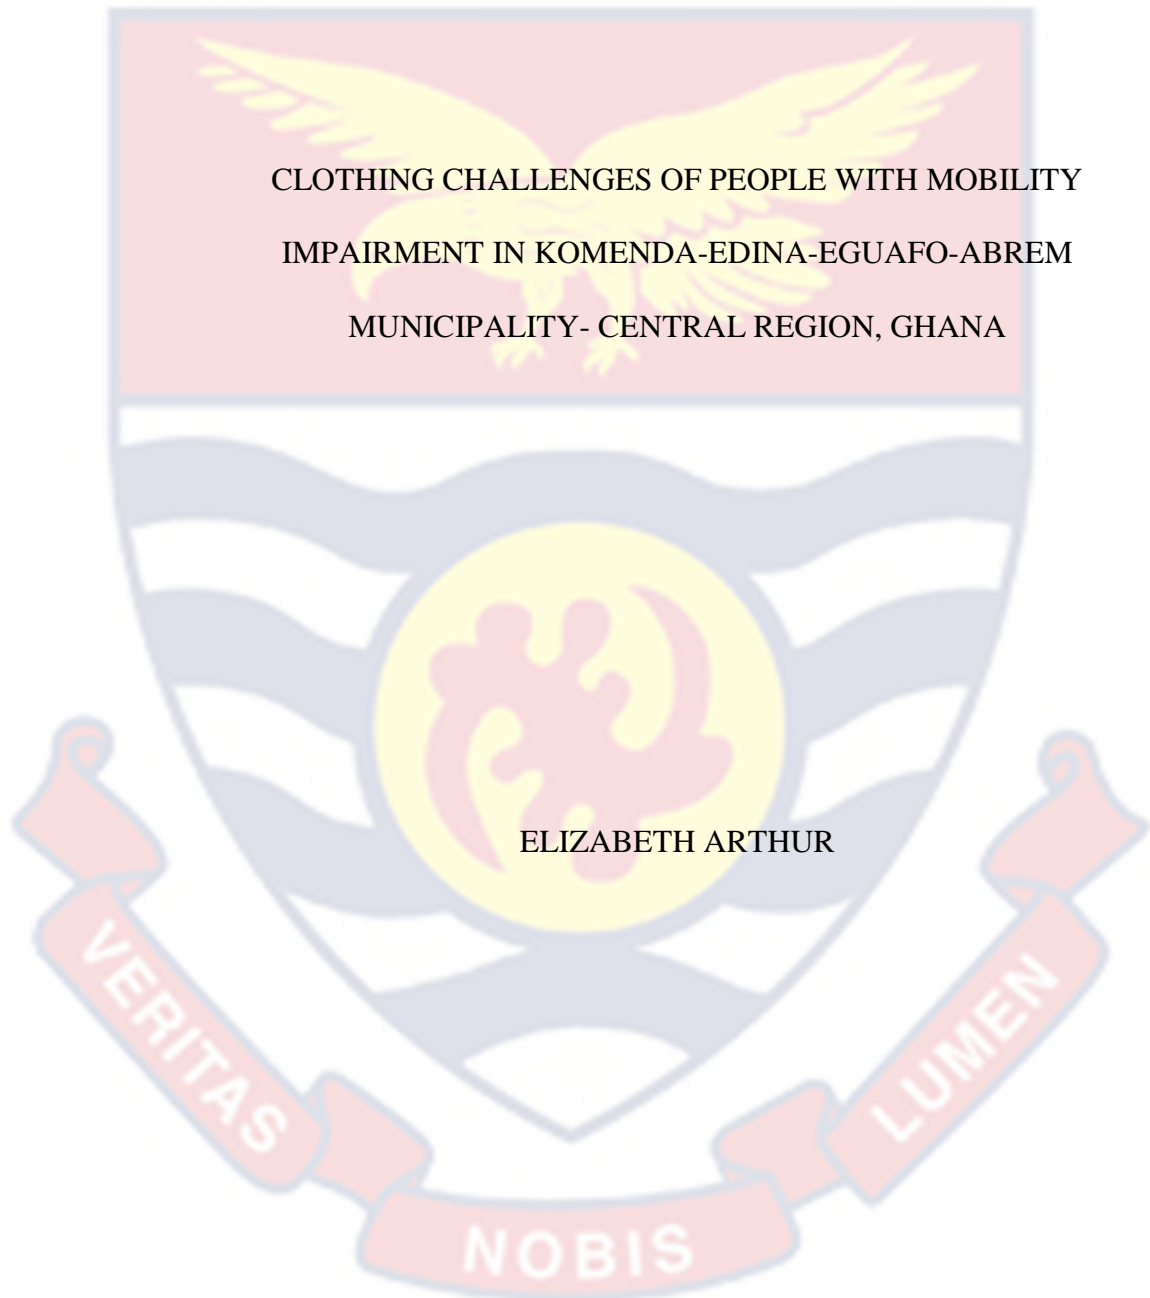 CLOTHING CHALLENGES OF PEOPLE WITH MOBILITY
IMPAIRMENT IN KOMENDA-EDINA-EGUAFO-ABREM
MUNICIPALITY- CENTRAL REGION, GHANA
ELIZABETH ARTHUR
VERITAS
NOBIS
LUMEN